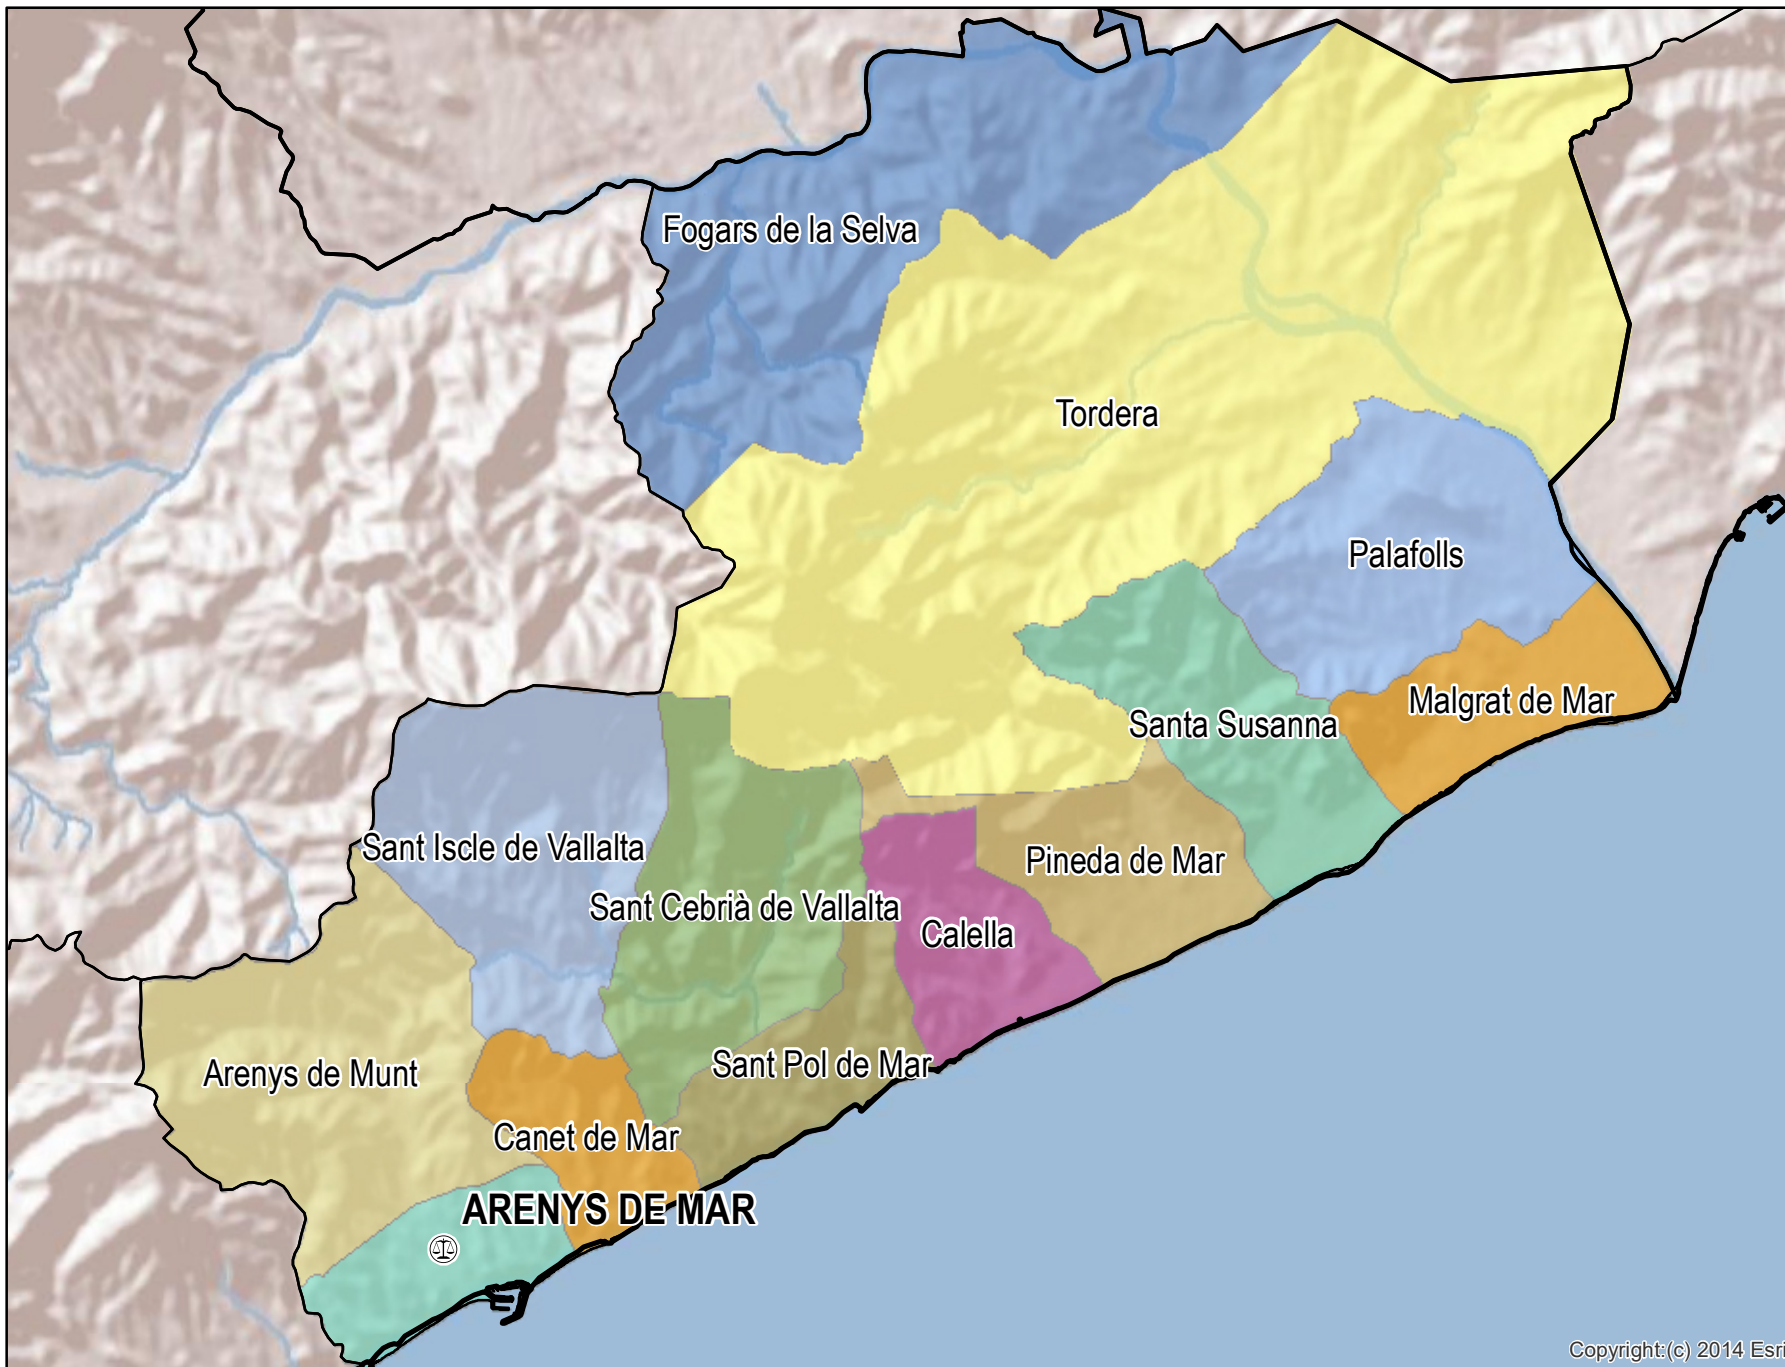 Fogars de la Selva
Tordera
Palafolls
Malgrat de Mar
Santa Susanna
Sant Iscle de Vallalta
Pineda de Mar
Sant Cebrià de Vallalta
Calella
Sant Pol de Mar
Arenys de Munt
Canet de Mar
ARENYS DE MAR
Copyright:(c) 2014 Esri